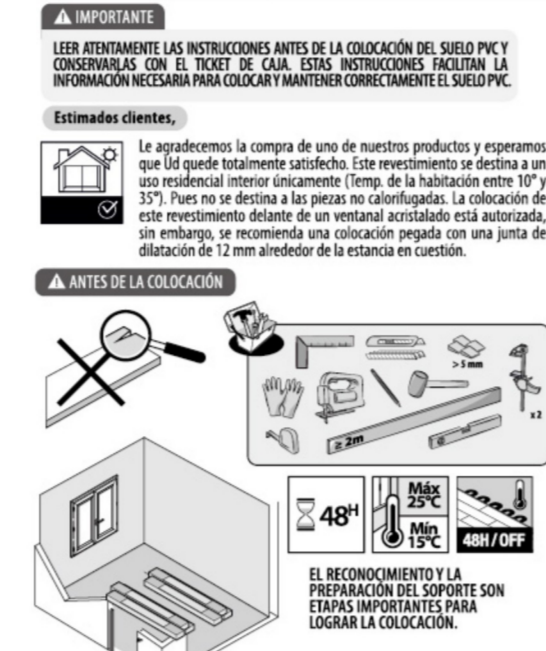 IMPORTANTE
LEER ATENTAMENTE LAS INSTRUCCIONES ANTES DE LA COLOCACIÓN DEL SUELO PVC Y
CONSERVARLAS CON EL TICKET DE CAJA. ESTAS INSTRUCCIONES FACILITAN LA
INFORMACIÓN NECESARIA PARA COLOCAR Y MANTENER CORRECTAMENTE EL SUELO PVC.
Estimados clientes,
Le agradecemos la compra de uno de nuestros productos y esperamos
que Ud quede totalmente satisfecho. Este revestimiento se destina a un
uso residencial interior únicamente (Temp. de la habitación entre 10° y
35°). Pues no se destina a las piezas no calorifugadas. La colocación de
este revestimiento delante de un ventanal acristalado está autorizada,
sin embargo, se recomienda una colocación pegada con una junta de
dilatación de 12 mm alrededor de la estancia en cuestión.
ANTES DE LA COLOCACIÓN
> 5 mm
x 2
≥ 2m
48H
Máx
25°C
Mín
15°C
48H/OFF
EL RECONOCIMIENTO Y LA
PREPARACIÓN DEL SOPORTE SON
ETAPAS IMPORTANTES PARA
LOGRAR LA COLOCACIÓN.